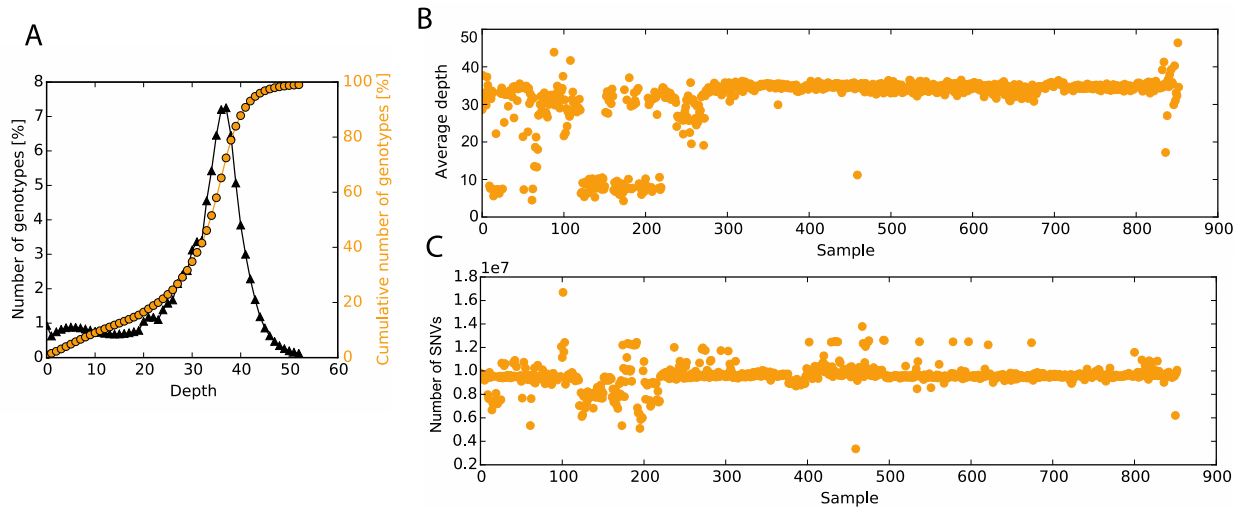 A
Number of genotypes [%]
8
7
6
5
4
3
2
1
0
0 10 20 30 40 50 60
Depth
100
80
60
40
20
0
Cumulative number of genotypes [%]
B
Average depth
50
40
30
20
10
0
0 100 200 300 400 500 600 700 800 900
Sample
C
1e7
Number of SNVs
1.8
1.6
1.4
1.2
1.0
0.8
0.6
0.4
0.2
0 100 200 300 400 500 600 700 800 900
Sample